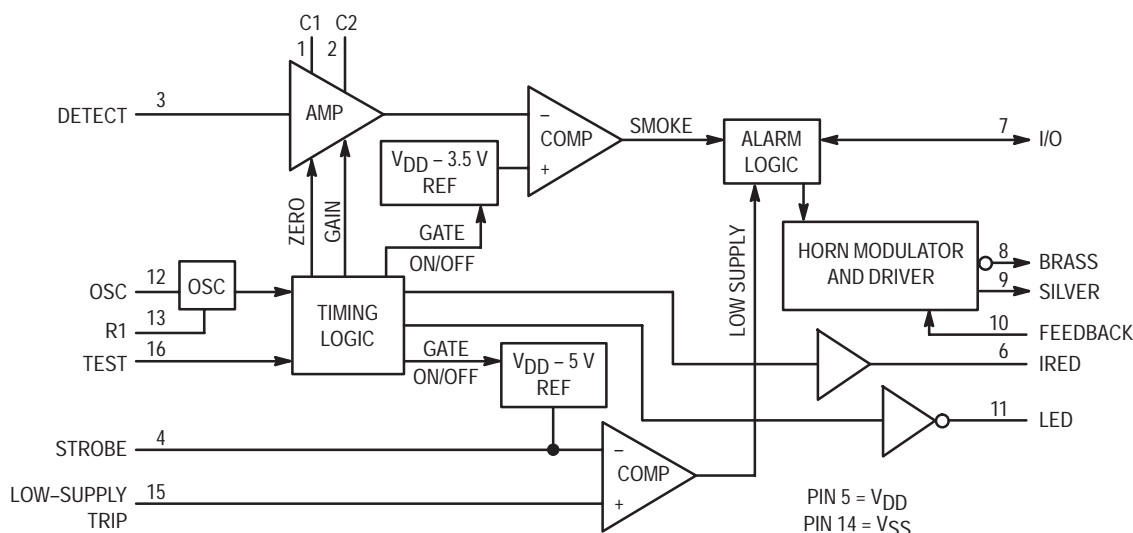 C1 C2
1 2
DETECT 3
AMP
–
COMP
+
SMOKE
ALARM
LOGIC
7 I/O
VDD – 3.5 V
REF
ZERO
GAIN
GATE
ON/OFF
LOW SUPPLY
HORN MODULATOR
AND DRIVER
8 BRASS
9 SILVER
10 FEEDBACK
OSC 12
OSC
R1 13
TEST 16
TIMING
LOGIC
GATE
ON/OFF
VDD – 5 V
REF
6 IRED
11 LED
STROBE 4
–
COMP
+
LOW–SUPPLY
TRIP
15
PIN 5 = VDD
PIN 14 = VSS